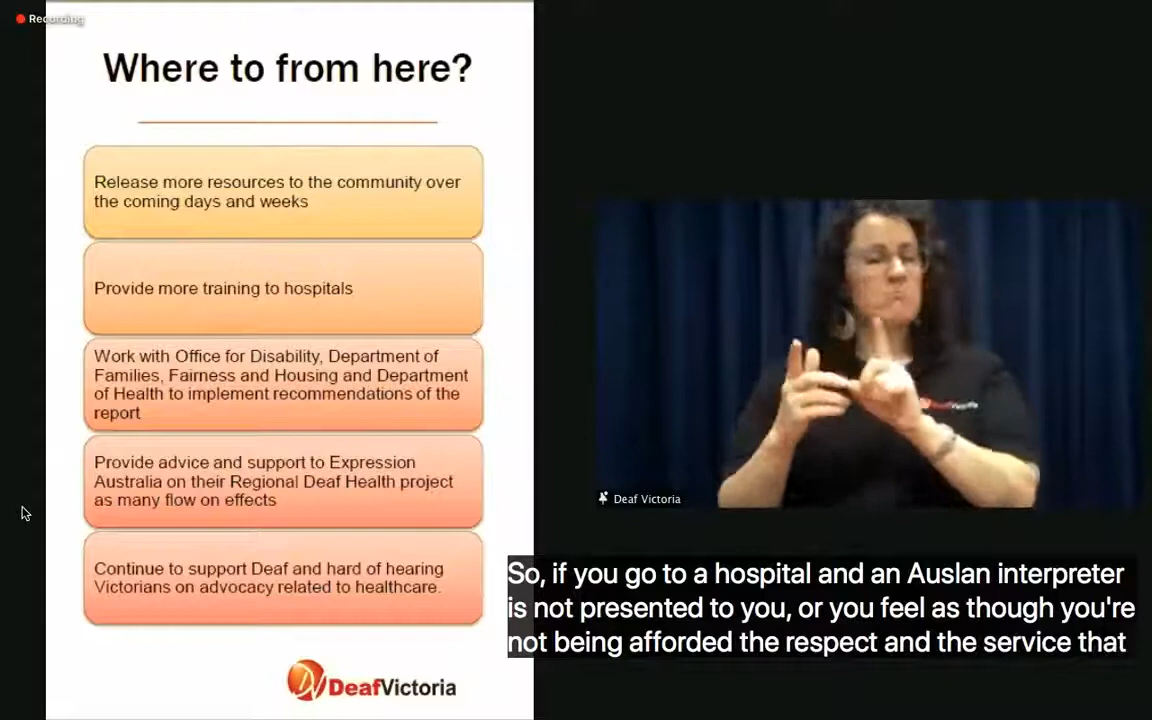 Recording
Where to from here?
Release more resources to the community over
the coming days and weeks
Provide more training to hospitals
Work with Office for Disability, Department of
Families, Fairness and Housing and Department
of Health to implement recommendations of the
report
Provide advice and support to Expression
Australia on their Regional Deaf Health project
as many flow on effects
Continue to support Deaf and hard of hearing
Victorians on advocacy related to healthcare.
DeafVictoria
DeafVictoria
Deaf Victoria
So, if you go to a hospital and an Auslan interpreter
is not presented to you, or you feel as though you're
not being afforded the respect and the service that